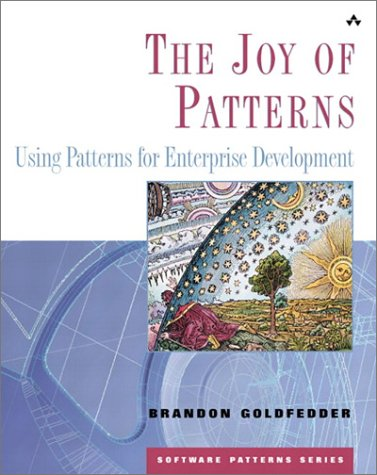 THE JOY OF
PATTERNS
Using Patterns for Enterprise Development
BRANDON GOLDFEDDER
SOFTWARE PATTERNS SERIES